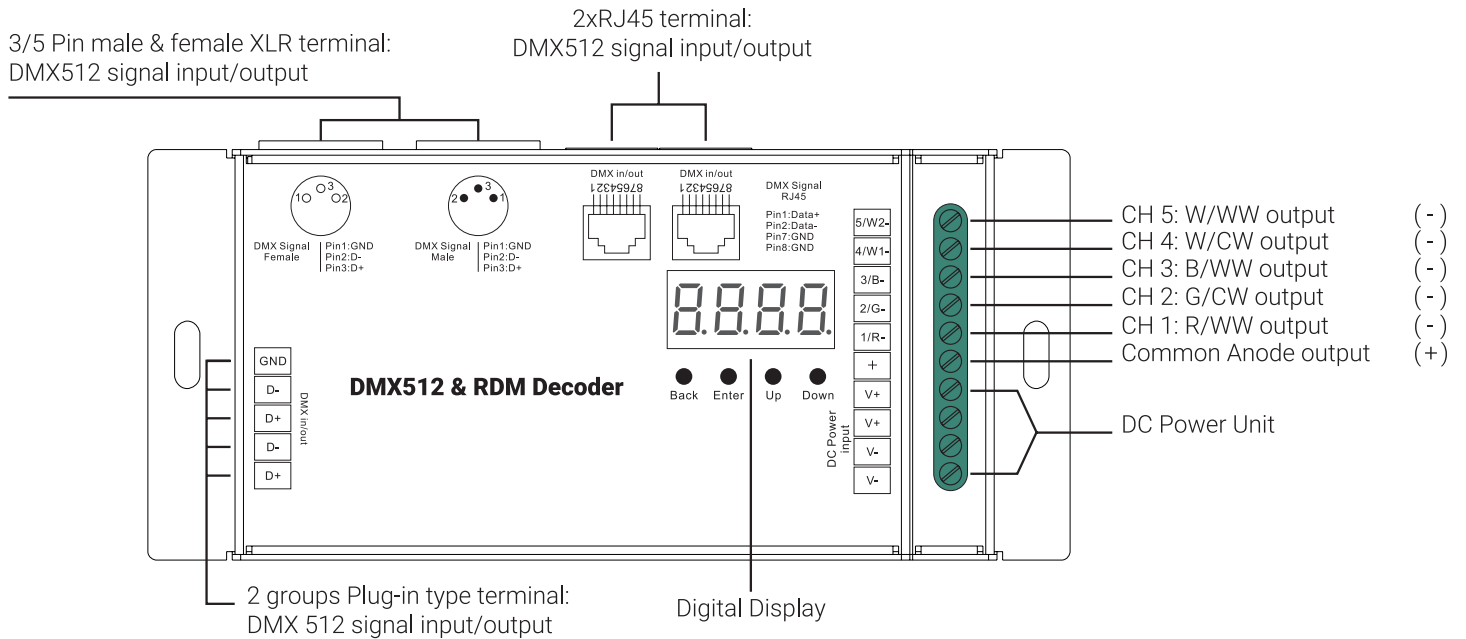 3/5 Pin male & female XLR terminal:
DMX512 signal input/output
2xRJ45 terminal:
DMX512 signal input/output
3
1
2
DMX Signal
Female
Pin1:GND
Pin2:D-
Pin3:D+
3
2
1
DMX Signal
Male
Pin1:GND
Pin2:D-
Pin3:D+
DMX in/out
87654321
DMX in/out
87654321
DMX Signal
RJ45
Pin1:Data+
Pin2:Data-
Pin7:GND
Pin8:GND
8.8.8.8.
Back
Enter
Up
Down
DMX512 & RDM Decoder
GND
D-
D+
D-
D+
DMX in/out
5/W2-
4/W1-
3/B-
2/G-
1/R-
+
V+
V+
V-
V-
DC Power
input
CH 5: W/WW output (-)
CH 4: W/CW output (-)
CH 3: B/WW output (-)
CH 2: G/CW output (-)
CH 1: R/WW output (-)
Common Anode output (+)
DC Power Unit
2 groups Plug-in type terminal:
DMX 512 signal input/output
Digital Display